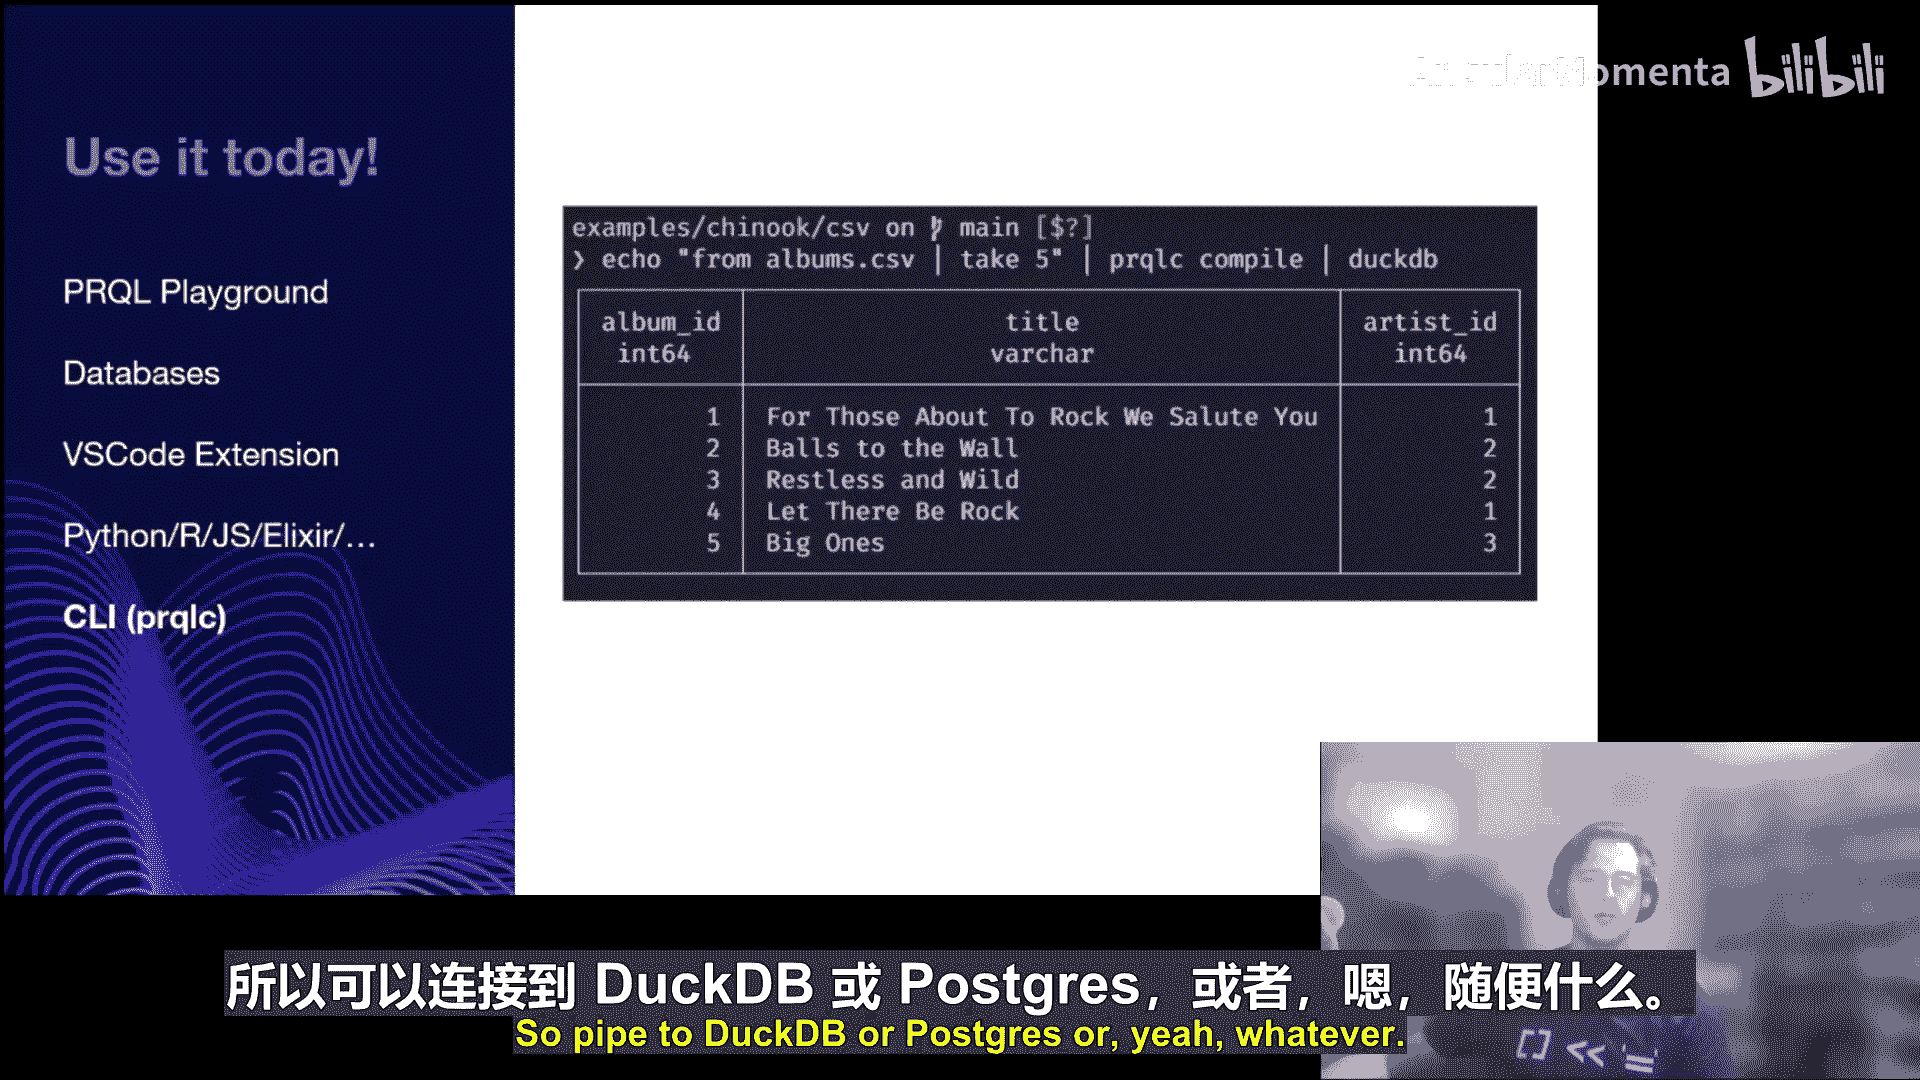 Use it today!
PRQL Playground
Databases
VSCode Extension
Python/R/JS/Elixir/…
CLI (prqlc)
examples/chinook/csv on main [$?]
❯ echo "from albums.csv | take 5" | prqlc compile | duckdb
album_id title artist_id
int64 varchar int64
1 For Those About To Rock We Salute You 1
2 Balls to the Wall 2
3 Restless and Wild 2
4 Let There Be Rock 1
5 Big Ones 3
bilibili
所以可以连接到 DuckDB 或 Postgres，或者，嗯，随便什么。
So pipe to DuckDB or Postgres or, yeah, whatever.
[] << '='